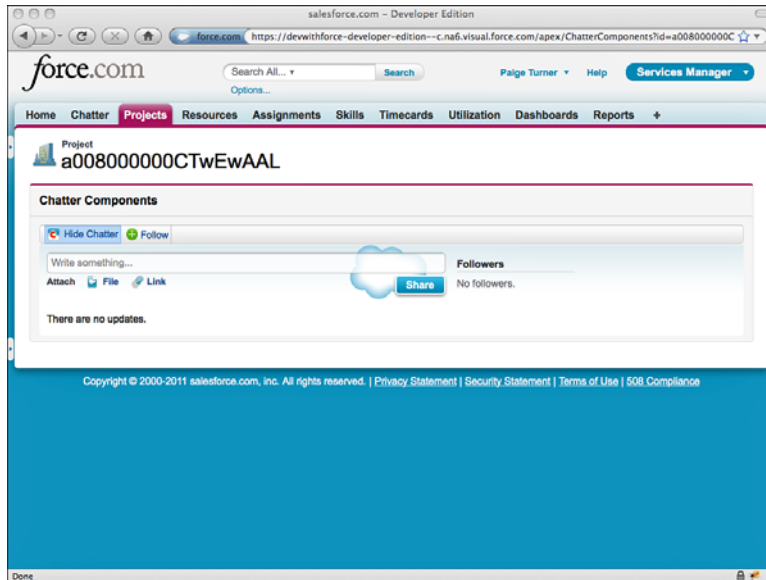 salesforce.com – Developer Edition
force.com https://devwithforce-developer-edition--c.na6.visual.force.com/apex/ChatterComponents?id=a008000000C
force.com Search All... Search Paige Turner Help Services Manager
Options...
Home Chatter Projects Resources Assignments Skills Timecards Utilization Dashboards Reports +
Project
a008000000CTwEwAAL
Chatter Components
Hide Chatter Follow
Write something... Followers
Attach File Link Share No followers.
There are no updates.
Copyright © 2000-2011 salesforce.com, inc. All rights reserved. | Privacy Statement | Security Statement | Terms of Use | 508 Compliance
Done